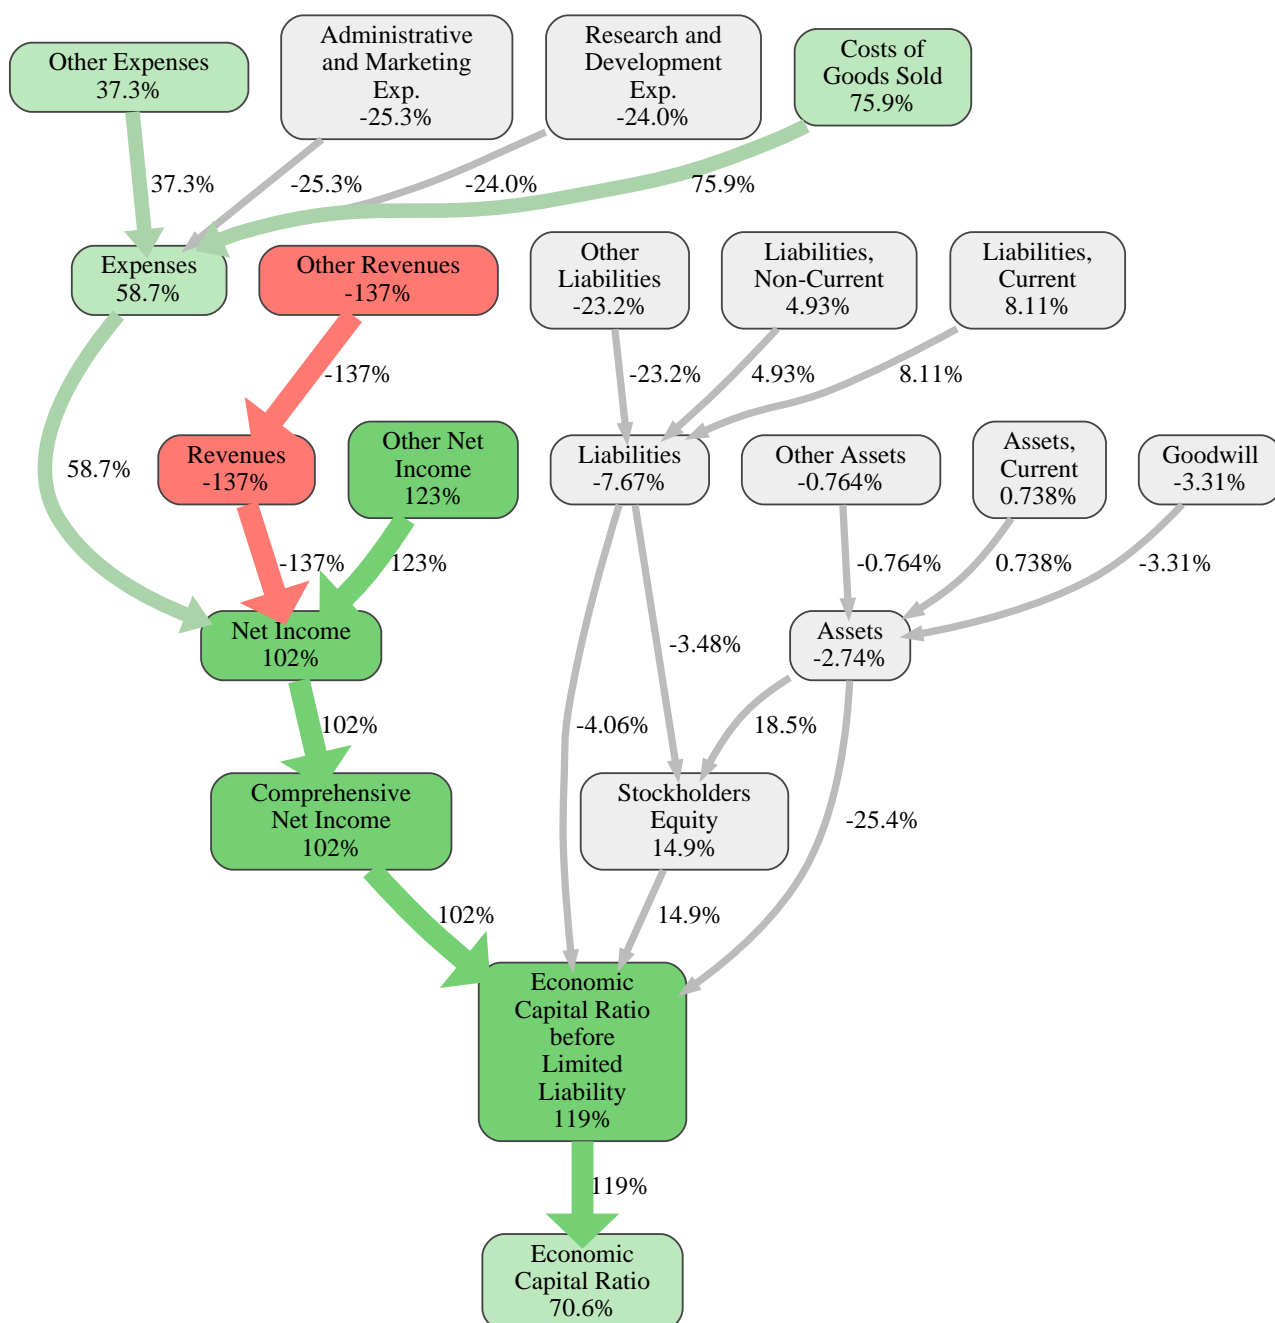 Other Expenses
37.3%
Administrative
and Marketing
Exp.
-25.3%
Research and
Development
Exp.
-24.0%
Costs of
Goods Sold
75.9%
37.3%
-25.3%
-24.0%
75.9%
Expenses
58.7%
Other Revenues
-137%
Other
Liabilities
-23.2%
Liabilities,
Non-Current
4.93%
Liabilities,
Current
8.11%
-137%
-23.2%
4.93%
8.11%
58.7%
Revenues
-137%
Other Net
Income
123%
Liabilities
-7.67%
Other Assets
-0.764%
Assets,
Current
0.738%
Goodwill
-3.31%
-137%
123%
-0.764%
0.738%
-3.31%
Net Income
102%
-3.48%
Assets
-2.74%
102%
-4.06%
18.5%
Comprehensive
Net Income
102%
Stockholders
Equity
14.9%
-25.4%
102%
14.9%
Economic
Capital Ratio
before
Limited
Liability
119%
119%
Economic
Capital Ratio
70.6%